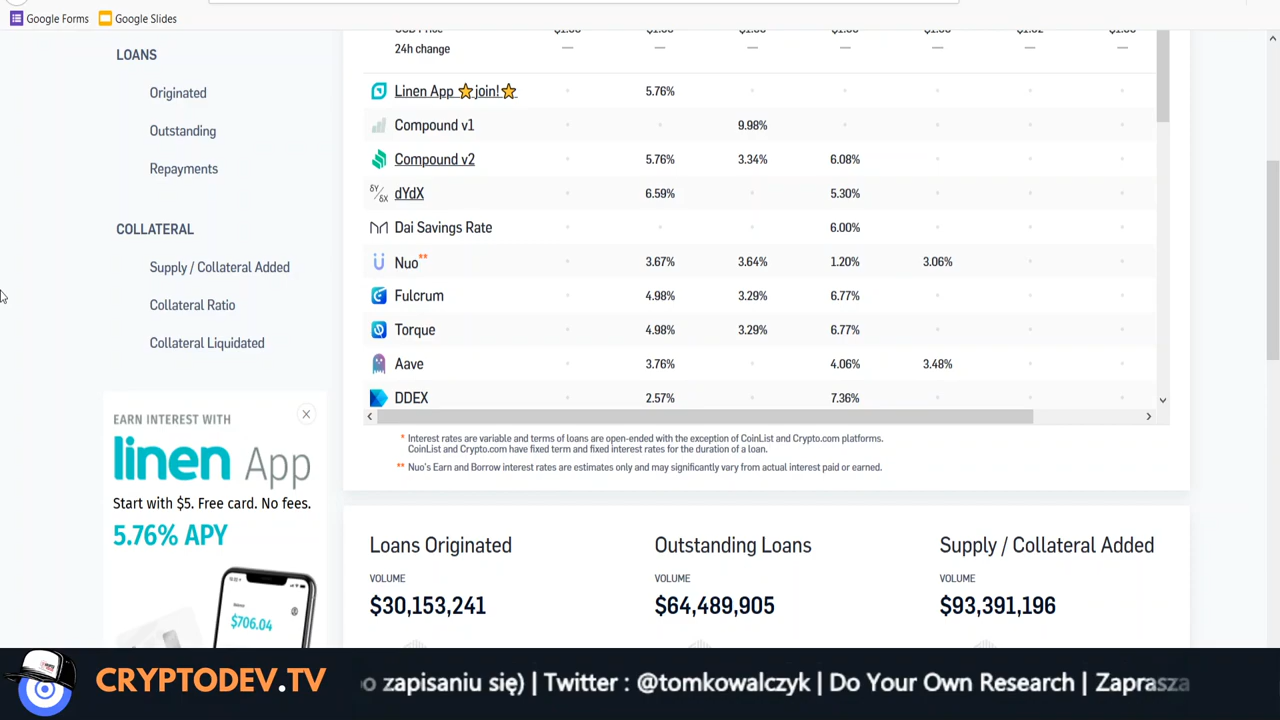 Google Forms Google Slides
24h change — — — — — — —
LOANS
Originated
Outstanding
Repayments
COLLATERAL
Supply / Collateral Added
Collateral Ratio
Collateral Liquidated
Linen App ⭐join!⭐ 5.76%
Compound v1 9.98%
Compound v2 5.76% 3.34% 6.08%
dYdX 6.59% 5.30%
Dai Savings Rate 6.00%
Nuo** 3.67% 3.64% 1.20% 3.06%
Fulcrum 4.98% 3.29% 6.77%
Torque 4.98% 3.29% 6.77%
Aave 3.76% 4.06% 3.48%
DDEX 2.57% 7.36%
* Interest rates are variable and terms of loans are open-ended with the exception of CoinList and Crypto.com platforms.
CoinList and Crypto.com have fixed term and fixed interest rates for the duration of a loan.
** Nuo's Earn and Borrow interest rates are estimates only and may significantly vary from actual interest paid or earned.
EARN INTEREST WITH
linen App
Start with $5. Free card. No fees.
5.76% APY
$706.04
Loans Originated
VOLUME
$30,153,241
Outstanding Loans
VOLUME
$64,489,905
Supply / Collateral Added
VOLUME
$93,391,196
CRYPTODEV.TV
po zapisaniu się) | Twitter : @tomkowalczyk | Do Your Own Research | Zaprasza